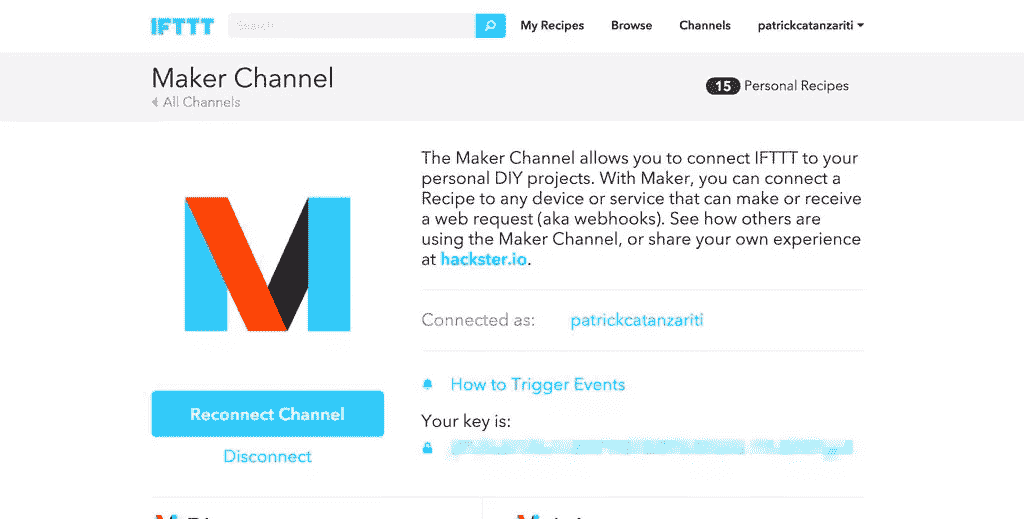 IFTTT
Search
My Recipes
Browse
Channels
patrickcatanzariti
Maker Channel
All Channels
15 Personal Recipes
The Maker Channel allows you to connect IFTTT to your
personal DIY projects. With Maker, you can connect a
Recipe to any device or service that can make or receive
a web request (aka webhooks). See how others are
using the Maker Channel, or share your own experience
at hackster.io.
Connected as: patrickcatanzariti
How to Trigger Events
Your key is:
Reconnect Channel
Disconnect